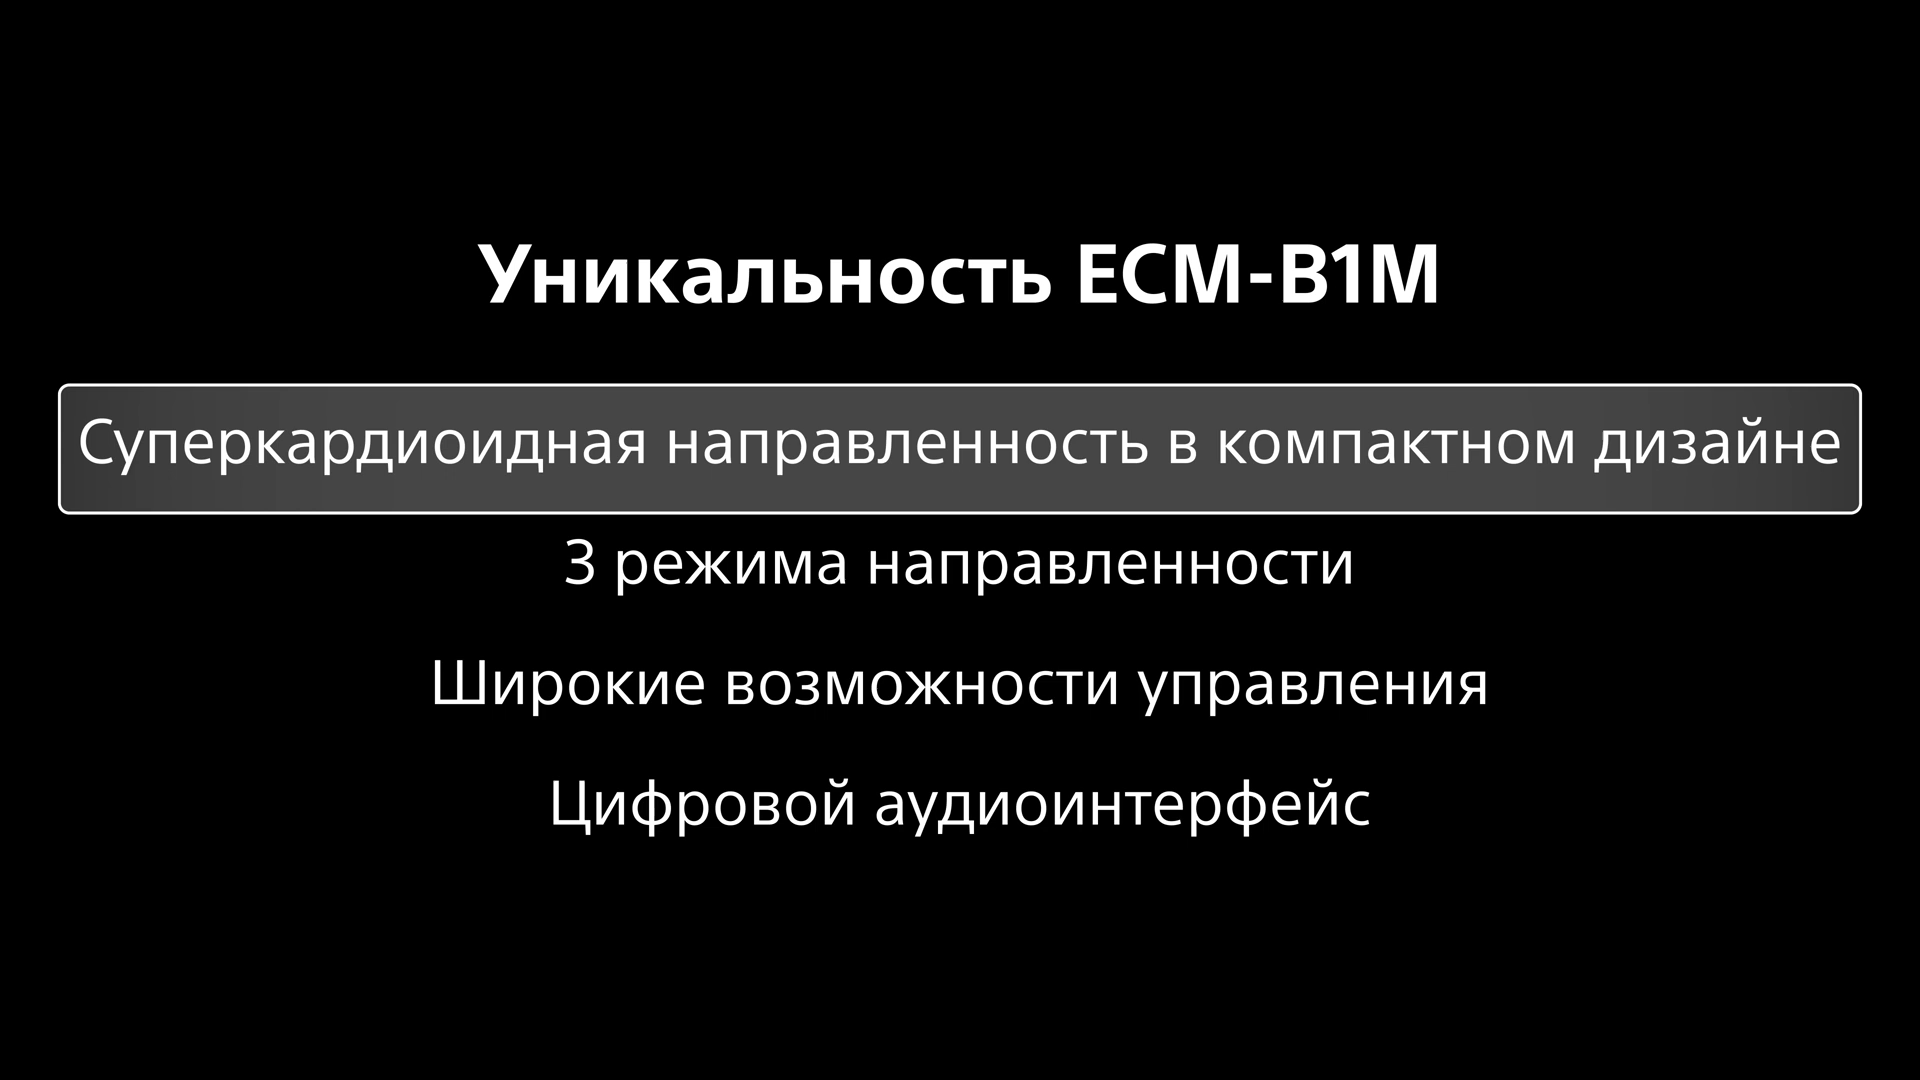 Уникальность ECM-B1M
Суперкардиоидная направленность в компактном дизайне
3 режима направленности
Широкие возможности управления
Цифровой аудиоинтерфейс